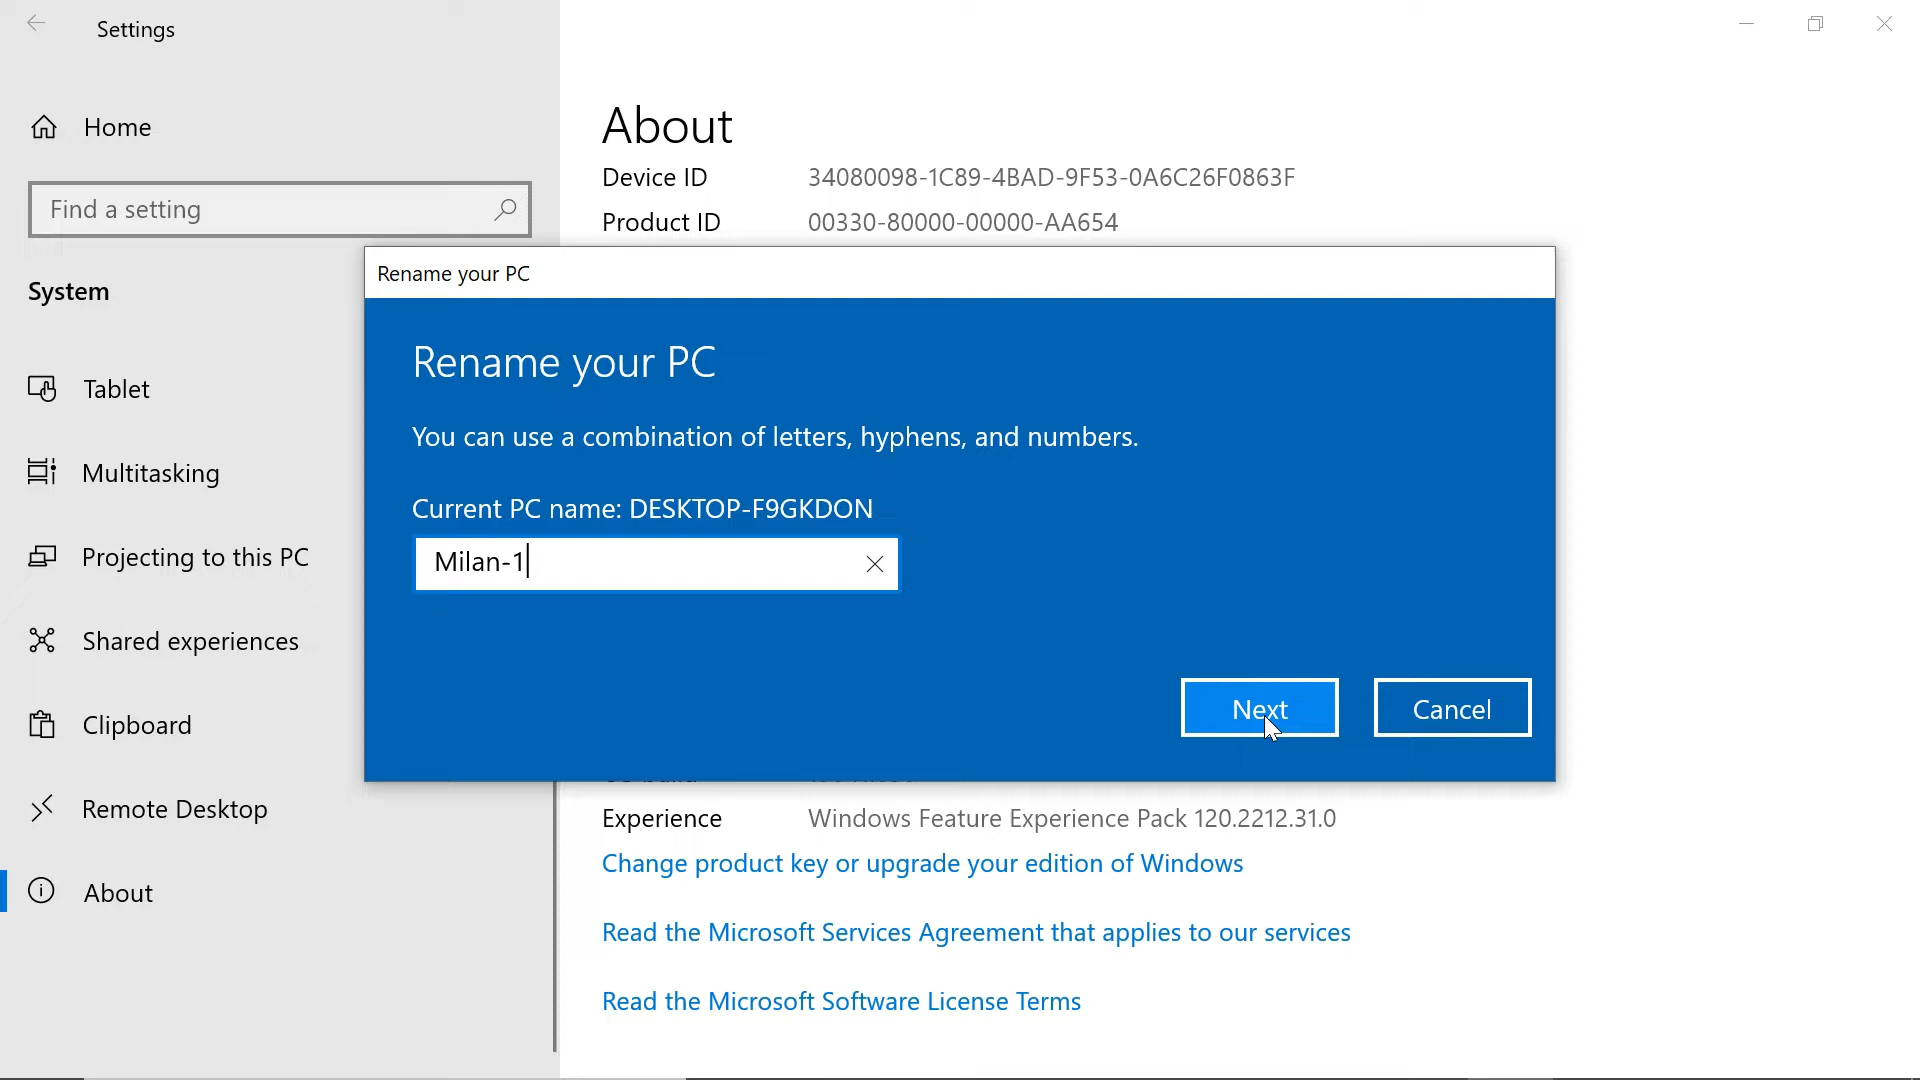 Settings
Home
Find a setting
System
Tablet
Multitasking
Projecting to this PC
Shared experiences
Clipboard
Remote Desktop
About
About
Device ID 34080098-1C89-4BAD-9F53-0A6C26F0863F
Product ID 00330-80000-00000-AA654
Rename your PC
Rename your PC
You can use a combination of letters, hyphens, and numbers.
Current PC name: DESKTOP-F9GKDON
Milan-1
Next Cancel
Experience Windows Feature Experience Pack 120.2212.31.0
Change product key or upgrade your edition of Windows
Read the Microsoft Services Agreement that applies to our services
Read the Microsoft Software License Terms